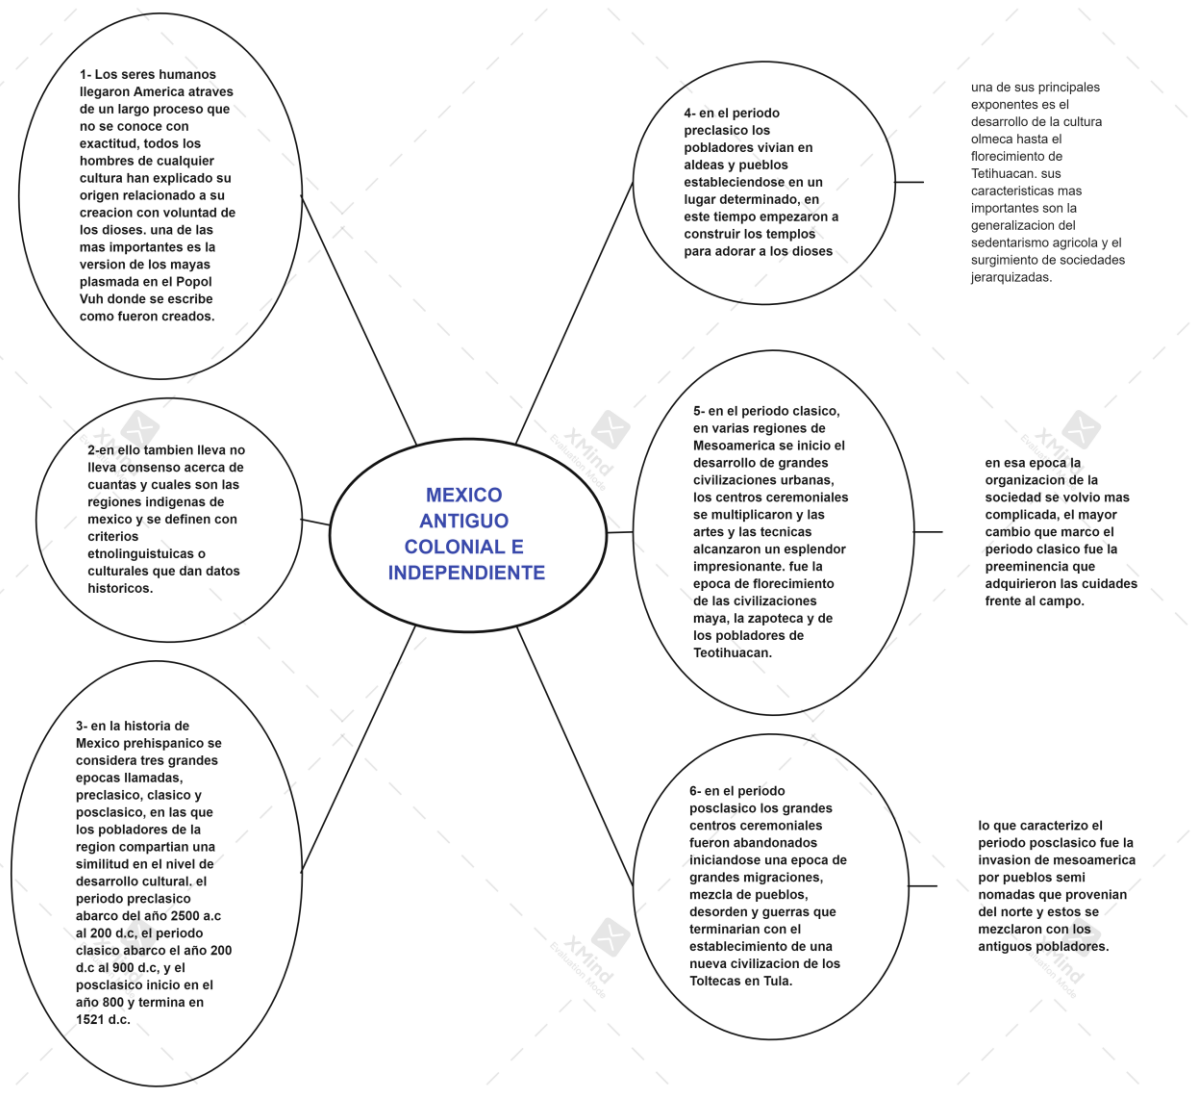 1- Los seres humanos
llegaron America atraves
de un largo proceso que
no se conoce con
exactitud, todos los
hombres de cualquier
cultura han explicado su
origen relacionado a su
creacion con voluntad de
los dioses. una de las
mas importantes es la
version de los mayas
plasmada en el Popol
Vuh donde se escribe
como fueron creados.
2-en ello tambien lleva no
lleva consenso acerca de
cuantas y cuales son las
regiones indigenas de
mexico y se definen con
criterios
etnolinguistuicas o
culturales que dan datos
historicos.
3- en la historia de
Mexico prehispanico se
considera tres grandes
epocas llamadas,
preclasico, clasico y
posclasico, en las que
los pobladores de la
region compartian una
similitud en el nivel de
desarrollo cultural. el
periodo preclasico
abarco del año 2500 a.c
al 200 d.c, el periodo
clasico abarco el año 200
d.c al 900 d.c, y el
posclasico inicio en el
año 800 y termina en
1521 d.c.
MEXICO
ANTIGUO
COLONIAL E
INDEPENDIENTE
4- en el periodo
preclasico los
pobladores vivian en
aldeas y pueblos
estableciendose en un
lugar determinado, en
este tiempo empezaron a
construir los templos
para adorar a los dioses
una de sus principales
exponentes es el
desarrollo de la cultura
olmeca hasta el
florecimiento de
Tetihuacan. sus
caracteristicas mas
importantes son la
generalizacion del
sedentarismo agricola y el
surgimiento de sociedades
jerarquizadas.
5- en el periodo clasico,
en varias regiones de
Mesoamerica se inicio el
desarrollo de grandes
civilizaciones urbanas,
los centros ceremoniales
se multiplicaron y las
artes y las tecnicas
alcanzaron un esplendor
impresionante. fue la
epoca de florecimiento
de las civilizaciones
maya, la zapoteca y de
los pobladores de
Teotihuacan.
en esa epoca la
organizacion de la
sociedad se volvio mas
complicada, el mayor
cambio que marco el
periodo clasico fue la
preeminencia que
adquirieron las cuidades
frente al campo.
6- en el periodo
posclasico los grandes
centros ceremoniales
fueron abandonados
iniciandose una epoca de
grandes migraciones,
mezcla de pueblos,
desorden y guerras que
terminarian con el
establecimiento de una
nueva civilizacion de los
Toltecas en Tula.
lo que caracterizo el
periodo posclasico fue la
invasion de mesoamerica
por pueblos semi
nomadas que provenian
del norte y estos se
mezclaron con los
antiguos pobladores.
XMind
Evaluation Mode
XMind
Evaluation Mode
XMind
Evaluation Mode
XMind
Evaluation Mode
XMind
Evaluation Mode
XMind
Evaluation Mode